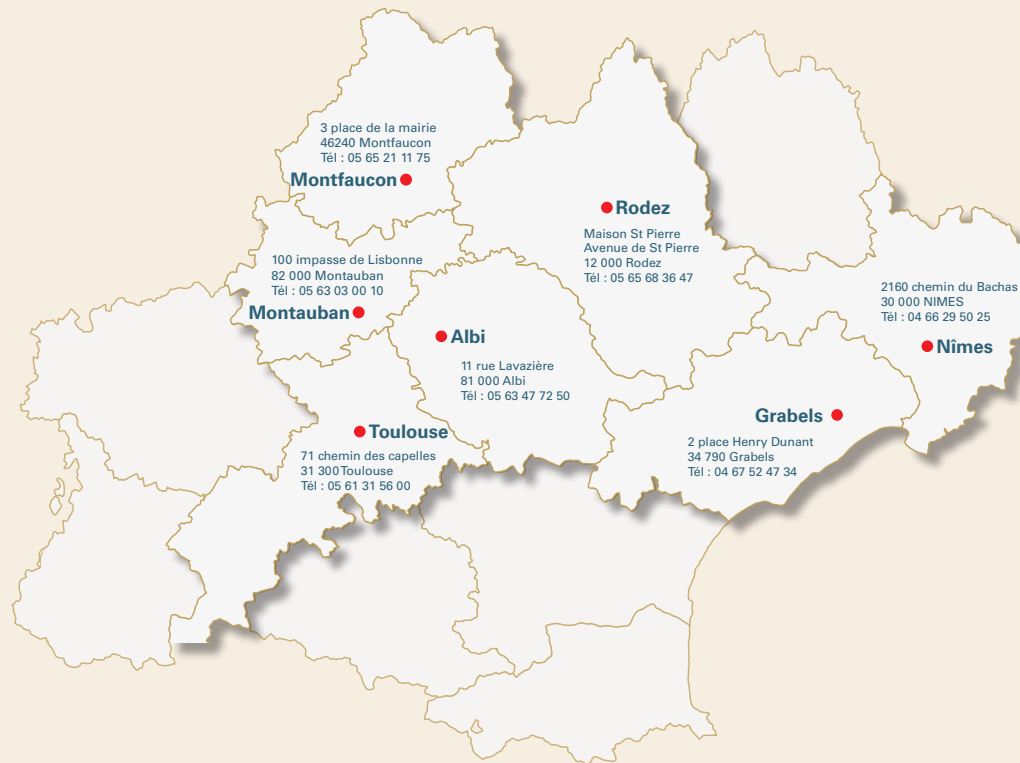 3 place de la mairie
46240 Montfaucon
Tél : 05 65 21 11 75
Montfaucon
Rodez
Maison St Pierre
Avenue de St Pierre
12 000 Rodez
Tél : 05 65 68 36 47
100 impasse de Lisbonne
82 000 Montauban
Tél : 05 63 03 00 10
Montauban
2160 chemin du Bachas
30 000 NIMES
Tél : 04 66 29 50 25
Nîmes
Albi
11 rue Lavazière
81 000 Albi
Tél : 05 63 47 72 50
Grabels
2 place Henry Dunant
34 790 Grabels
Tél : 04 67 52 47 34
Toulouse
71 chemin des capelles
31 300 Toulouse
Tél : 05 61 31 56 00